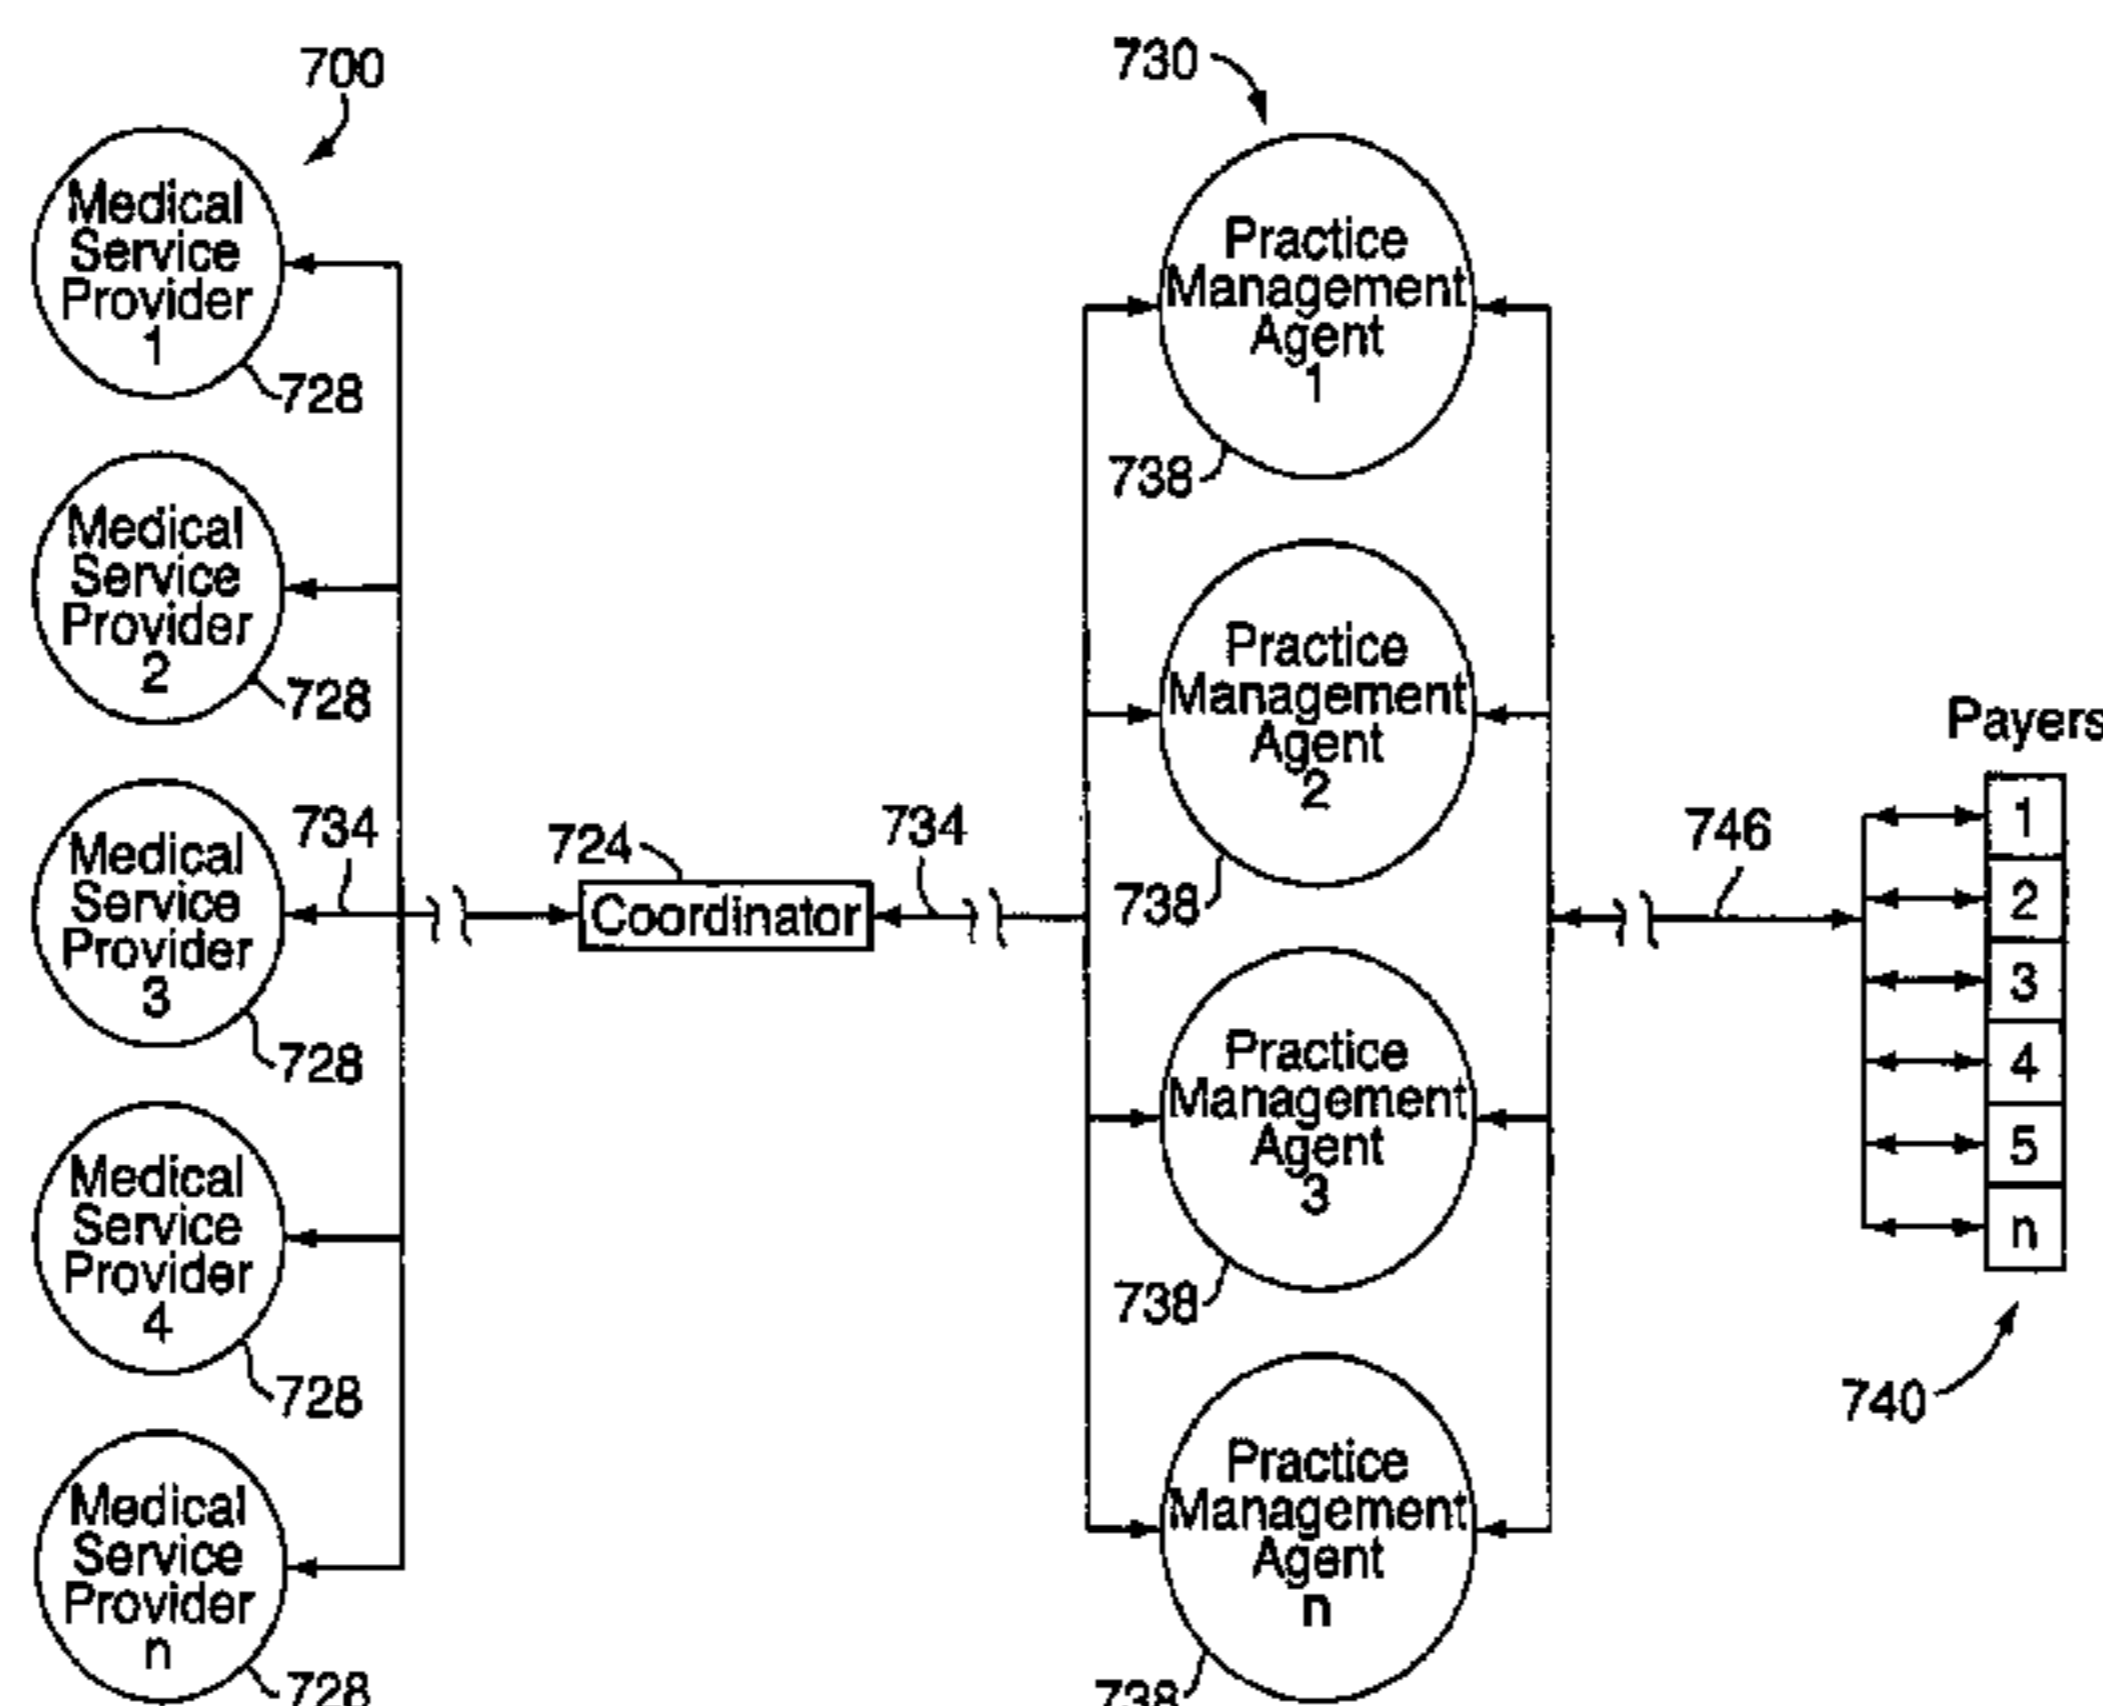 700
Medical
Service
Provider
1
728
Medical
Service
Provider
2
728
Medical
Service
Provider
3
728
734
Medical
Service
Provider
4
728
Medical
Service
Provider
n
728
724
Coordinator
734
730
Practice
Management
Agent
1
738
Practice
Management
Agent
2
738
Practice
Management
Agent
3
738
Practice
Management
Agent
n
738
746
Payers
1
2
3
4
5
n
740